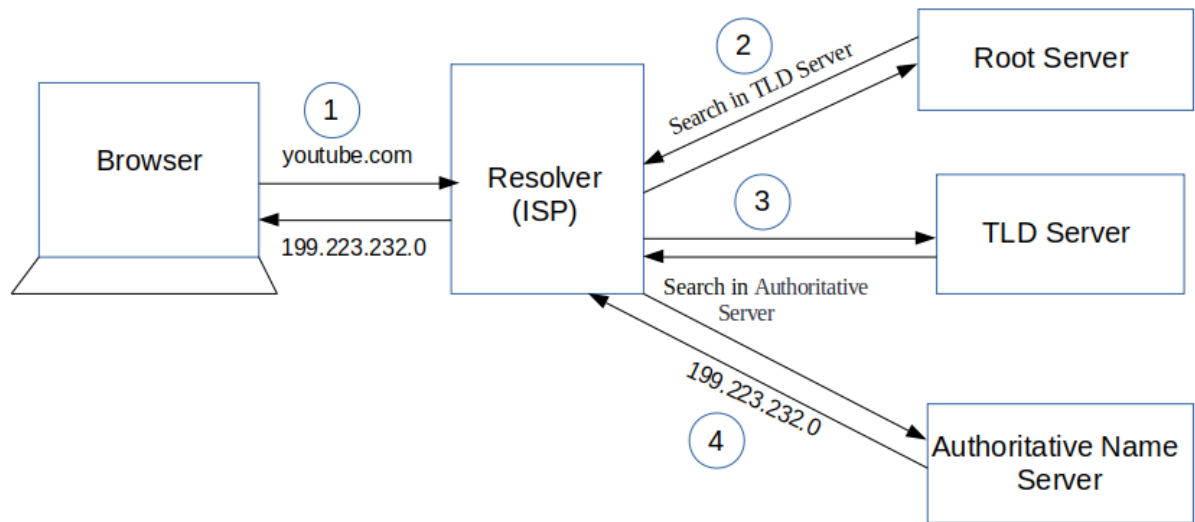 Browser
1
youtube.com
199.223.232.0
Resolver
(ISP)
2
Search in TLD Server
Root Server
3
TLD Server
Search in Authoritative
Server
199.223.232.0
4
Authoritative Name
Server